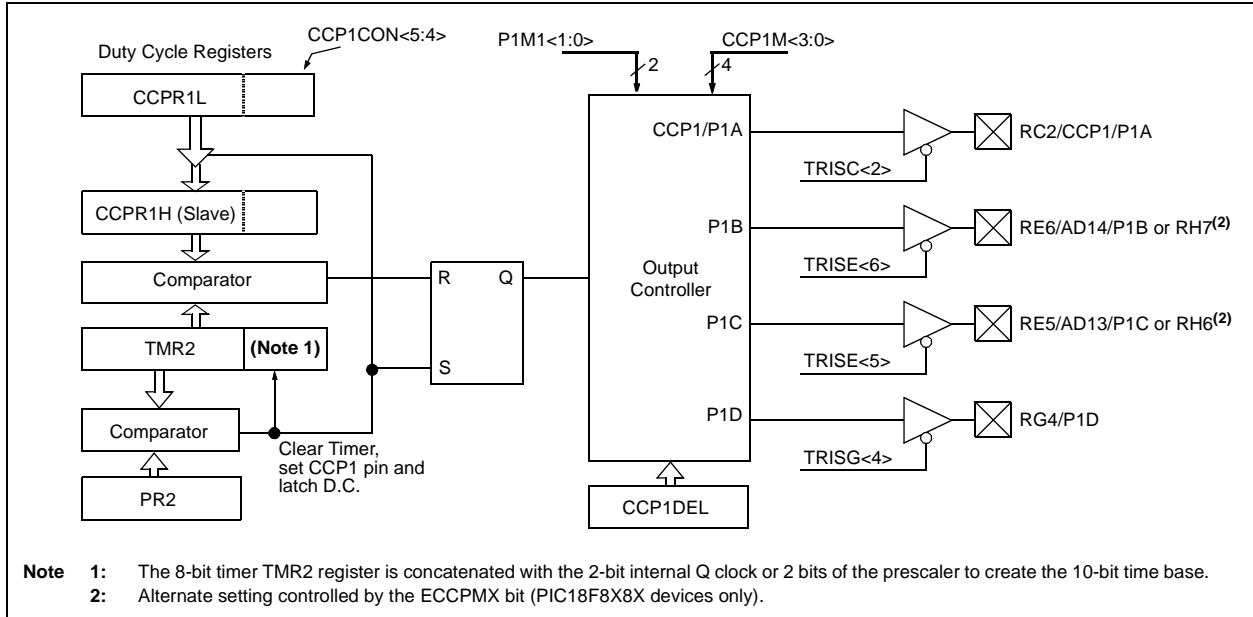 CCP1CON<5:4>
Duty Cycle Registers
CCPR1L
CCPR1H (Slave)
Comparator
TMR2
(Note 1)
Comparator
PR2
Clear Timer,
set CCP1 pin and
latch D.C.
R
Q
S
P1M1<1:0>
2
CCP1M<3:0>
4
Output
Controller
CCP1/P1A
P1B
P1C
P1D
CCP1DEL
TRISC<2>
RC2/CCP1/P1A
TRISE<6>
RE6/AD14/P1B or RH7(2)
TRISE<5>
RE5/AD13/P1C or RH6(2)
TRISG<4>
RG4/P1D
Note 1: The 8-bit timer TMR2 register is concatenated with the 2-bit internal Q clock or 2 bits of the prescaler to create the 10-bit time base.
2: Alternate setting controlled by the ECCPMX bit (PIC18F8X8X devices only).